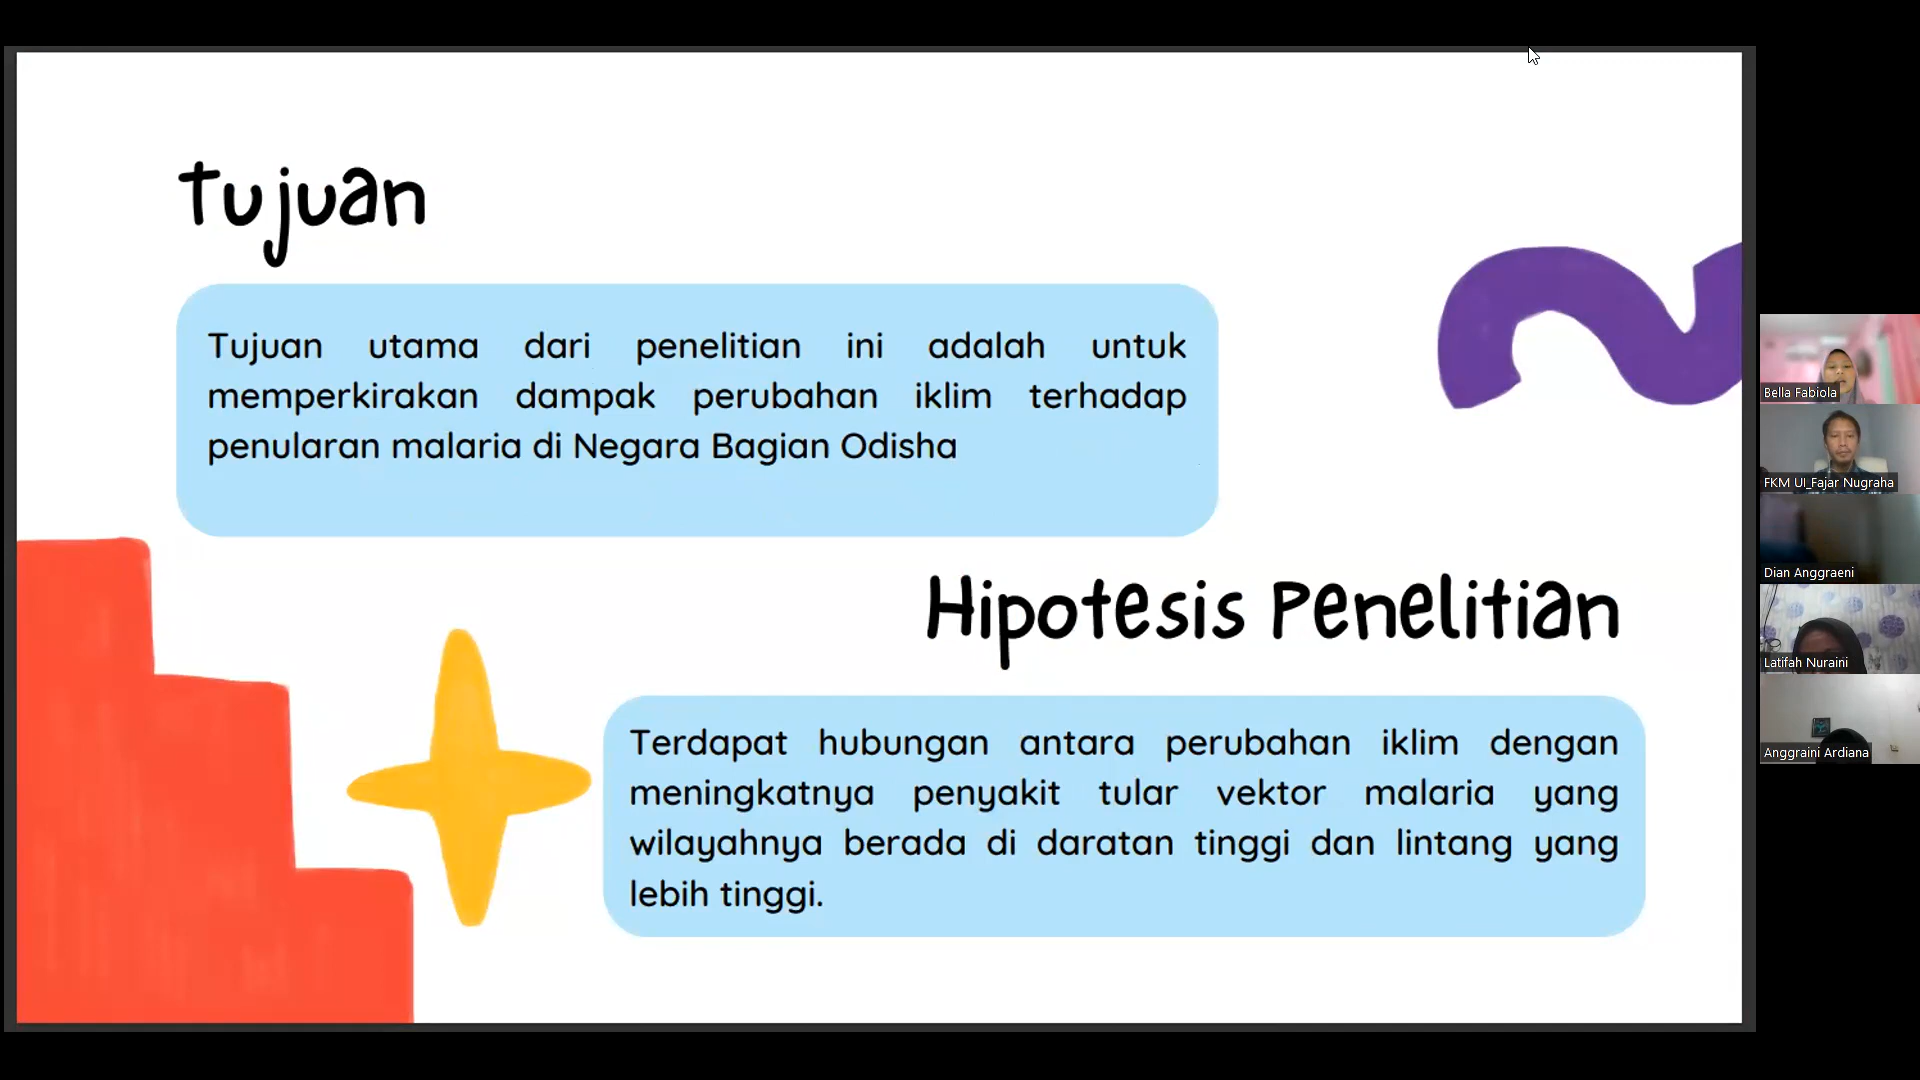 Tujuan
Tujuan utama dari penelitian ini adalah untuk
memperkirakan dampak perubahan iklim terhadap
penularan malaria di Negara Bagian Odisha
Hipotesis Penelitian
Terdapat hubungan antara perubahan iklim dengan
meningkatnya penyakit tular vektor malaria yang
wilayahnya berada di daratan tinggi dan lintang yang
lebih tinggi.
Bella Fabiola
FKM UI_Fajar Nugraha
Dian Anggraeni
Latifah Nuraini
Anggraini Ardiana